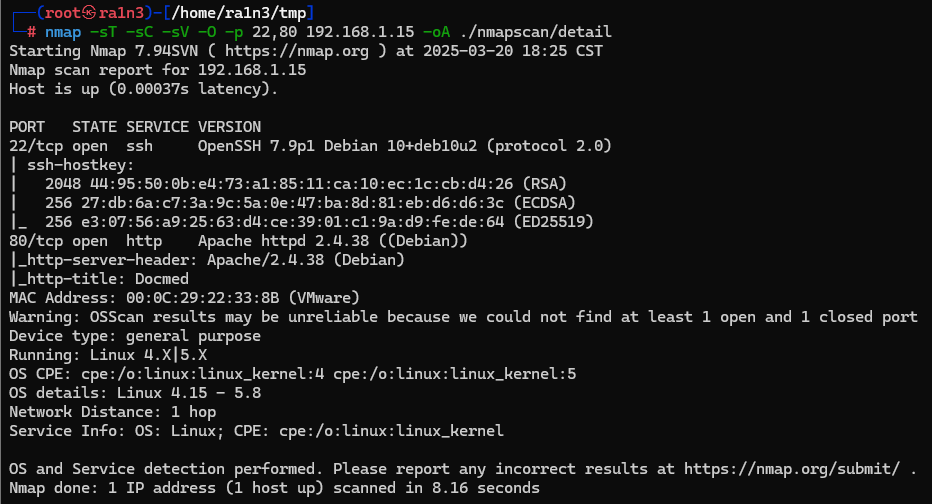 ┌──(root㉿ra1n3)-[/home/ra1n3/tmp]
└─# nmap -sT -sC -sV -O -p 22,80 192.168.1.15 -oA ./nmapscan/detail
Starting Nmap 7.94SVN ( https://nmap.org ) at 2025-03-20 18:25 CST
Nmap scan report for 192.168.1.15
Host is up (0.00037s latency).
PORT   STATE SERVICE VERSION
22/tcp open  ssh     OpenSSH 7.9p1 Debian 10+deb10u2 (protocol 2.0)
| ssh-hostkey:
|   2048 44:95:50:0b:e4:73:a1:85:11:ca:10:ec:1c:cb:d4:26 (RSA)
|   256 27:db:6a:c7:3a:9c:5a:0e:47:ba:8d:81:eb:d6:d6:3c (ECDSA)
|_  256 e3:07:56:a9:25:63:d4:ce:39:01:c1:9a:d9:fe:de:64 (ED25519)
80/tcp open  http    Apache httpd 2.4.38 ((Debian))
|_http-server-header: Apache/2.4.38 (Debian)
|_http-title: Docmed
MAC Address: 00:0C:29:22:33:8B (VMware)
Warning: OSScan results may be unreliable because we could not find at least 1 open and 1 closed port
Device type: general purpose
Running: Linux 4.X|5.X
OS CPE: cpe:/o:linux:linux_kernel:4 cpe:/o:linux:linux_kernel:5
OS details: Linux 4.15 - 5.8
Network Distance: 1 hop
Service Info: OS: Linux; CPE: cpe:/o:linux:linux_kernel
OS and Service detection performed. Please report any incorrect results at https://nmap.org/submit/ .
Nmap done: 1 IP address (1 host up) scanned in 8.16 seconds